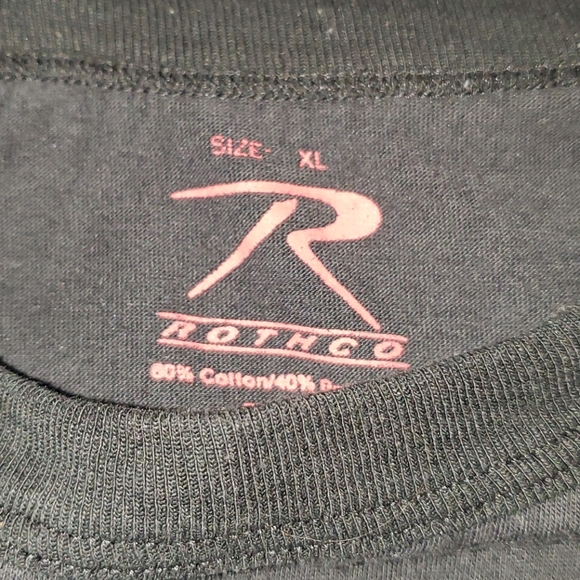 SIZE- XL
R
ROTHCO
60% Cotton/40%